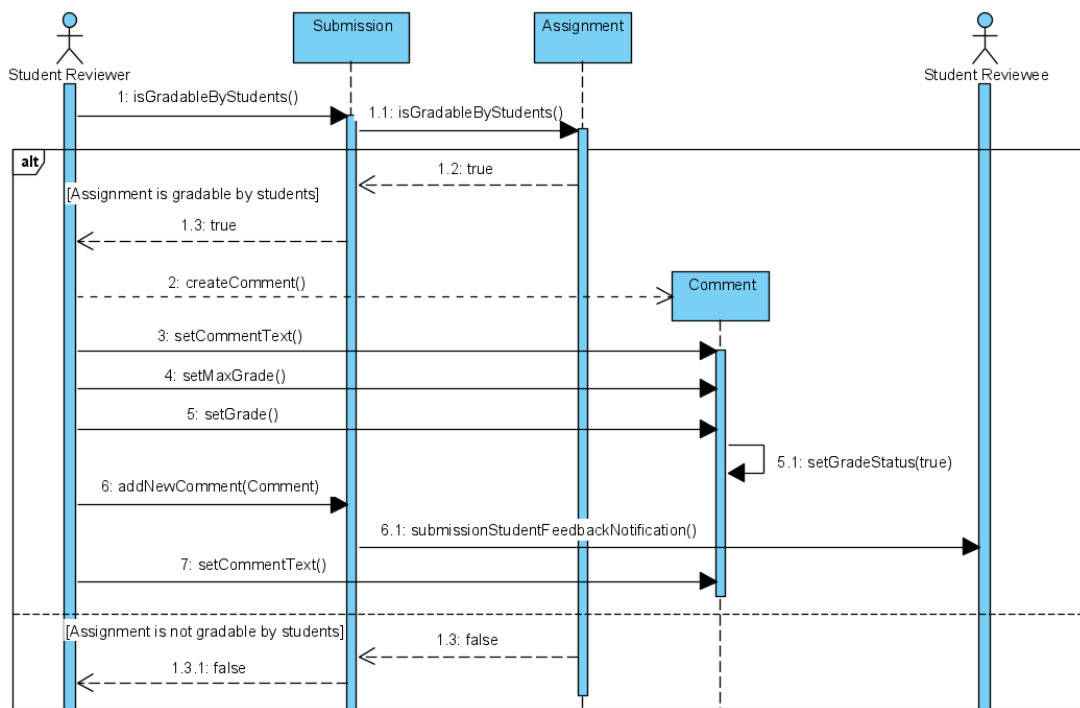 Submission
Assignment
Student Reviewer
Student Reviewee
1: isGradableByStudents()
1.1: isGradableByStudents()
alt
1.2: true
[Assignment is gradable by students]
1.3: true
2: createComment()
Comment
3: setCommentText()
4: setMaxGrade()
5: setGrade()
5.1: setGradeStatus(true)
6: addNewComment(Comment)
6.1: submissionStudentFeedbackNotification()
7: setCommentText()
[Assignment is not gradable by students]
1.3: false
1.3.1: false